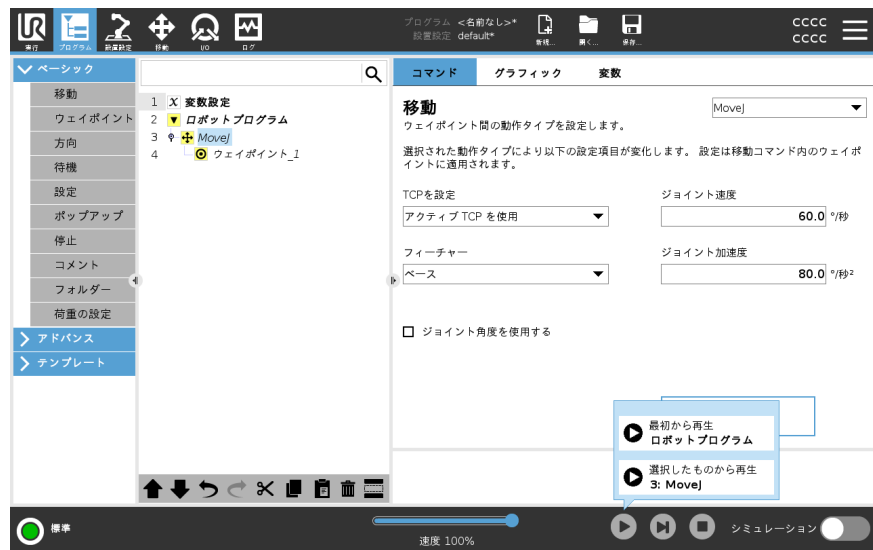 UR
実行
プログラム
設置設定
移動
I/O
ログ
プログラム <名前なし>*
設置設定 default*
新規...
開く...
保存...
CCCC
CCCC
ベーシック
移動
ウェイポイント
方向
待機
設定
ポップアップ
停止
コメント
フォルダー
荷重の設定
アドバンス
テンプレート
1 X 変数設定
2 ロボットプログラム
3 MoveJ
4 ウェイポイント_1
コマンド グラフィック 変数
移動
MoveJ
ウェイポイント間の動作タイプを設定します。
選択された動作タイプにより以下の設定項目が変化します。 設定は移動コマンド内のウェイポ
イントに適用されます。
TCPを設定
アクティブ TCP を使用
ジョイント速度
60.0 °/秒
フィーチャー
ベース
ジョイント加速度
80.0 °/秒²
ジョイント角度を使用する
最初から再生
ロボットプログラム
選択したものから再生
3: MoveJ
標準
速度 100%
シミュレーション